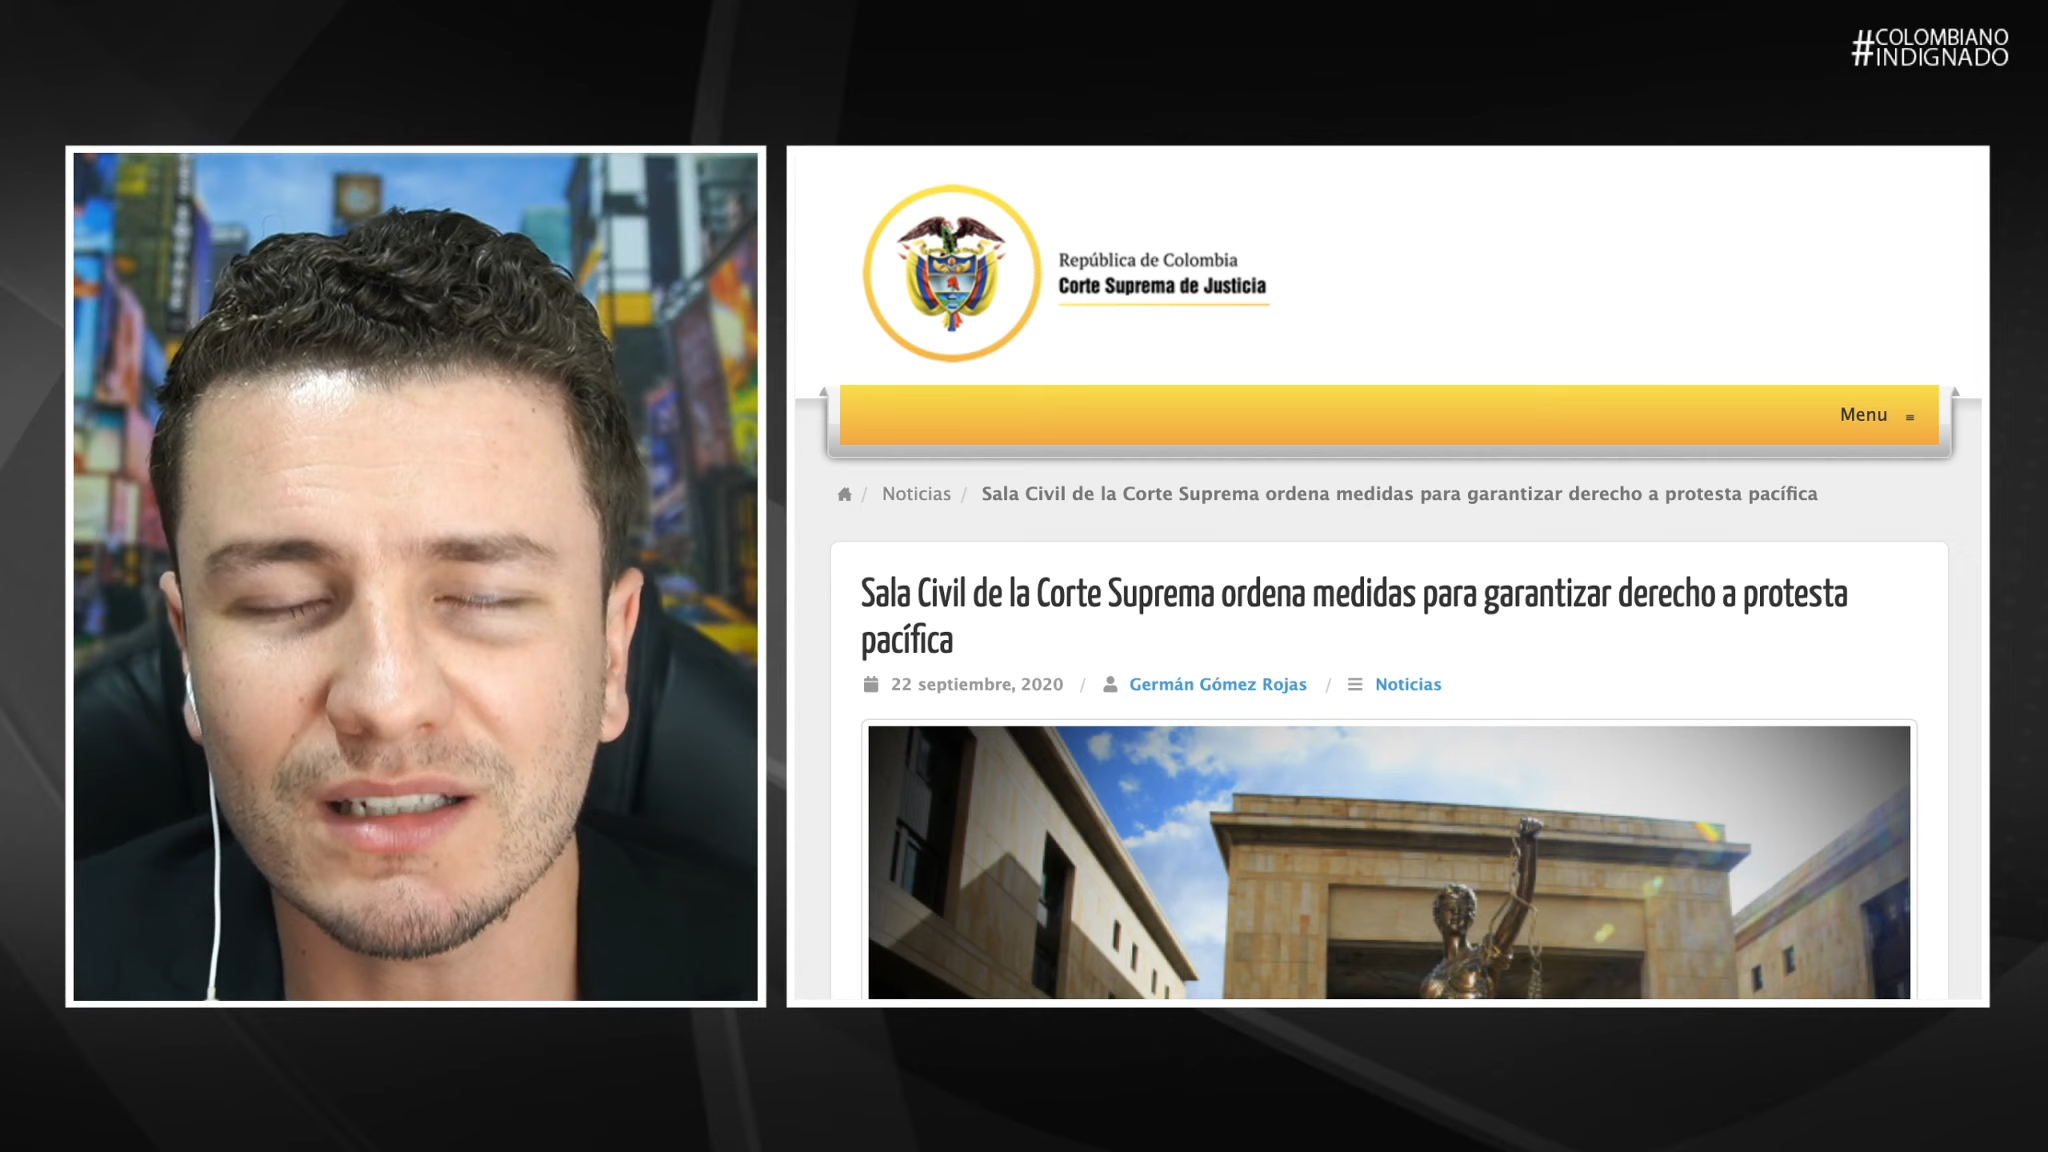 #COLOMBIANO
INDIGNADO
República de Colombia
Corte Suprema de Justicia
Menu
Noticias / Sala Civil de la Corte Suprema ordena medidas para garantizar derecho a protesta pacífica
Sala Civil de la Corte Suprema ordena medidas para garantizar derecho a protesta
pacífica
22 septiembre, 2020 / Germán Gómez Rojas / Noticias